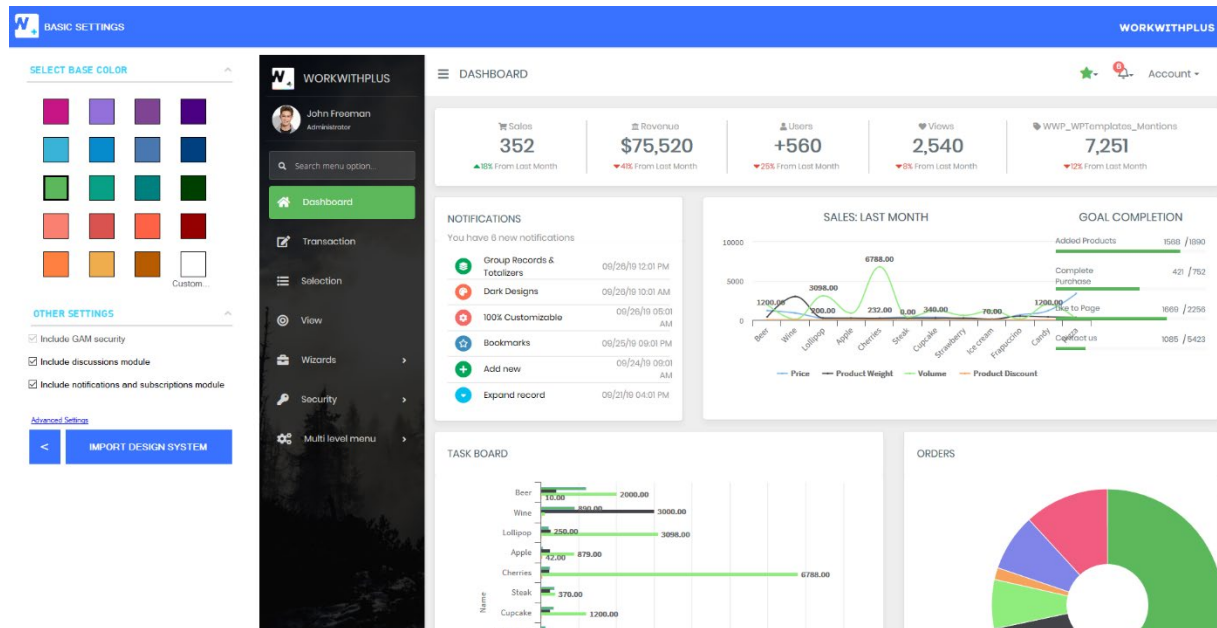 W. BASIC SETTINGS
WORKWITHPLUS
SELECT BASE COLOR
Custom...
OTHER SETTINGS
Include GAM security
Include discussions module
Include notifications and subscriptions module
Advanced Settings
<
IMPORT DESIGN SYSTEM
W. WORKWITHPLUS
John Freeman
Administrator
Search menu option...
Dashboard
Transaction
Selection
View
Wizards
Security
Multi level menu
DASHBOARD
6
Account
Sales
352
18% From Last Month
Revenue
$75,520
41% From Last Month
Users
+560
25% From Last Month
Views
2,540
8% From Last Month
WWP_WPTemplates_Mentions
7,251
12% From Last Month
NOTIFICATIONS
You have 6 new notifications
Group Records &
Totalizers
09/26/19 12:01 PM
Dark Designs
09/26/19 10:01 AM
100% Customizable
09/26/19 05:01
AM
Bookmarks
09/25/19 09:01 PM
Add new
09/24/19 09:01
AM
Expand record
09/21/19 04:01 PM
SALES: LAST MONTH
10000
5000
0
6788.00
3098.00
1200.00
200.00
232.00
0.00
340.00
70.00
1200.00
Beer
Wine
Lollipop
Apple
Cherries
Steak
Cupcake
Strawberry
Ice cream
Frapuccino
Candy
Pizza
Price
Product Weight
Volume
Product Discount
GOAL COMPLETION
Added Products
1568 /1890
Complete
Purchase
421 /752
Like to Page
1669 /2256
Contact us
1085 /5423
TASK BOARD
Name
Beer
10.00
2000.00
Wine
890.00
3000.00
Lollipop
250.00
3098.00
Apple
42.00
879.00
Cherries
6788.00
Steak
370.00
Cupcake
1200.00
ORDERS